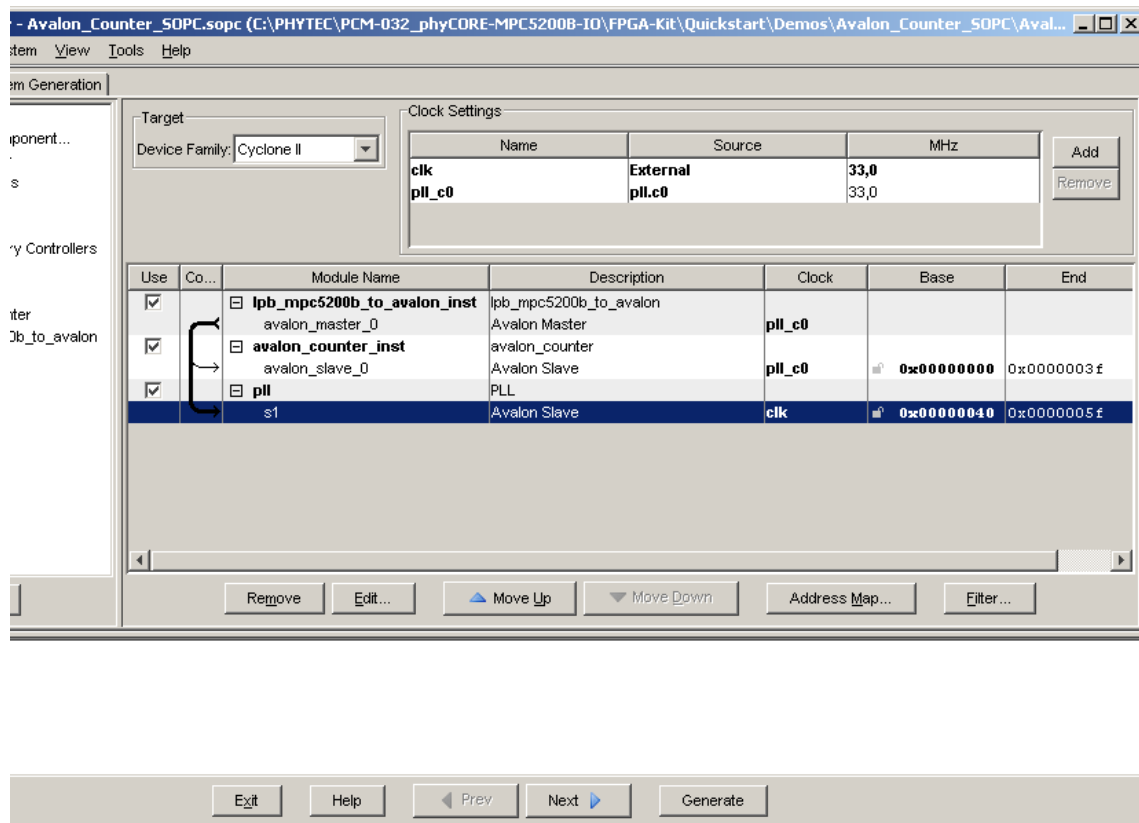 - Avalon_Counter_SOPC.sopc (C:\PHYTEC\PCM-032_phyCORE-MPC5200B-IO\FPGA-Kit\Quickstart\Demos\Avalon_Counter_SOPC\Aval...
stem View Tools Help
em Generation
Target
Device Family: Cyclone II
Clock Settings
Name Source MHz
clk External 33,0
pll_c0 pll.c0 33,0
Add
Remove
nponent...
s
ry Controllers
nter
0b_to_avalon
Use Co... Module Name Description Clock Base End
lpb_mpc5200b_to_avalon_inst lpb_mpc5200b_to_avalon
avalon_master_0 Avalon Master pll_c0
avalon_counter_inst avalon_counter
avalon_slave_0 Avalon Slave pll_c0 0x00000000 0x0000003f
pll PLL
s1 Avalon Slave clk 0x00000040 0x0000005f
Remove Edit... Move Up Move Down Address Map... Filter...
Exit Help Prev Next Generate